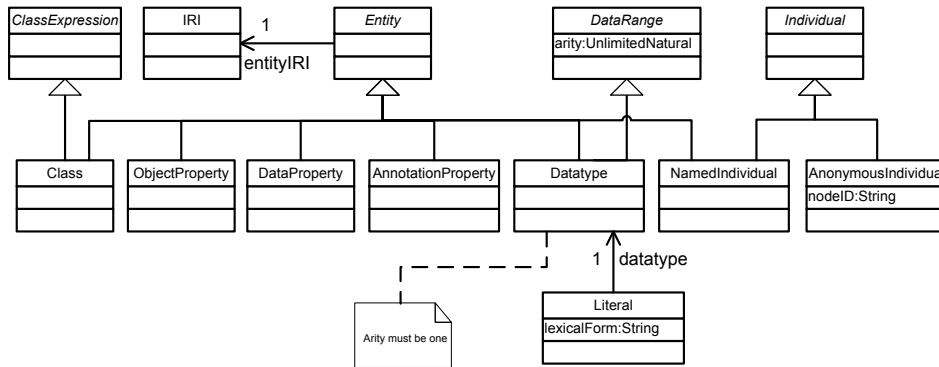 ClassExpression
IRI
Entity
DataRange
Individual
1
arity:UnlimitedNatural
entityIRI
Class
ObjectProperty
DataProperty
AnnotationProperty
Datatype
NamedIndividual
AnonymousIndividual
nodeID:String
1 datatype
Arity must be one
Literal
lexicalForm:String